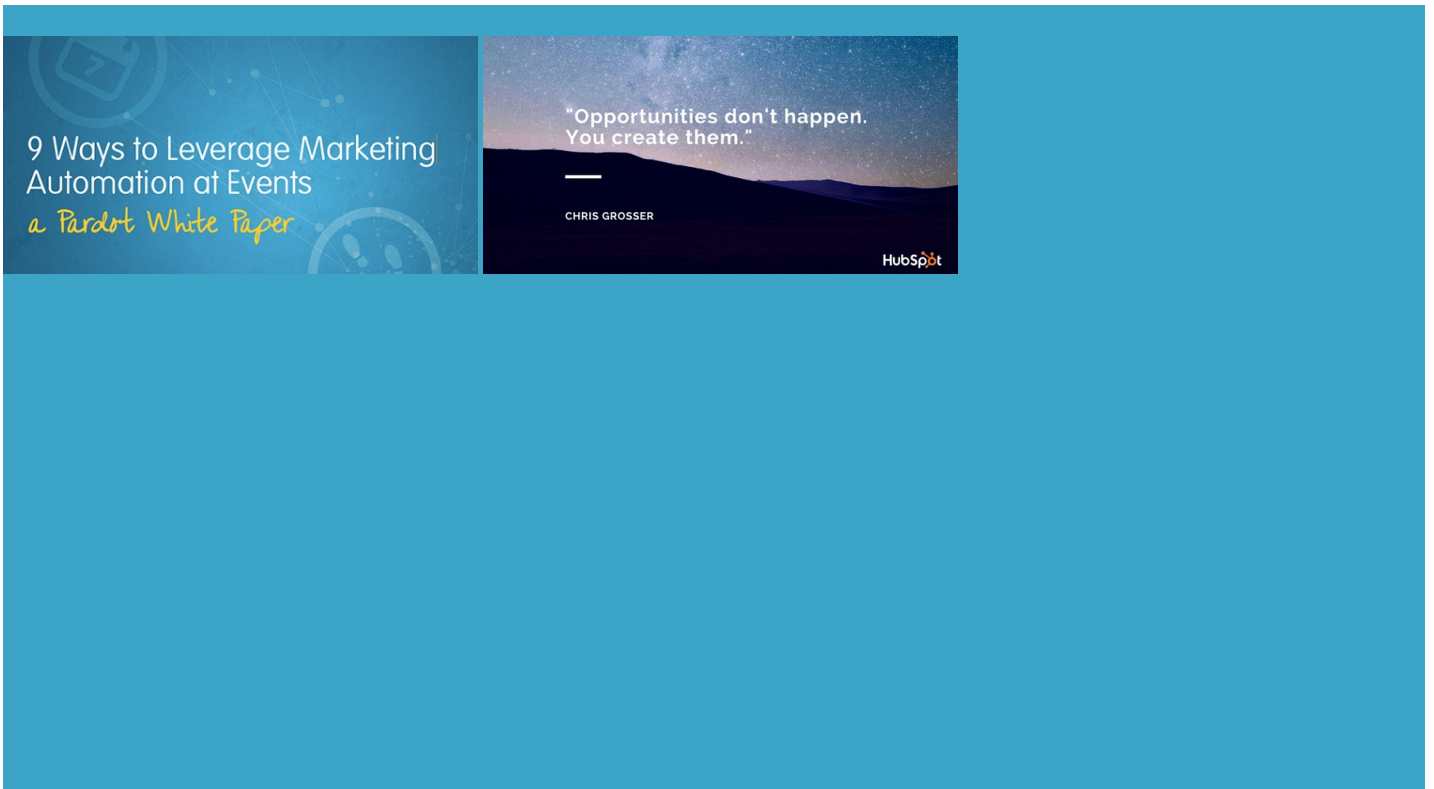 9 Ways to Leverage Marketing
Automation at Events
a Pardot White Paper
7
"Opportunities don't happen.
You create them."
CHRIS GROSSER
HubSpot